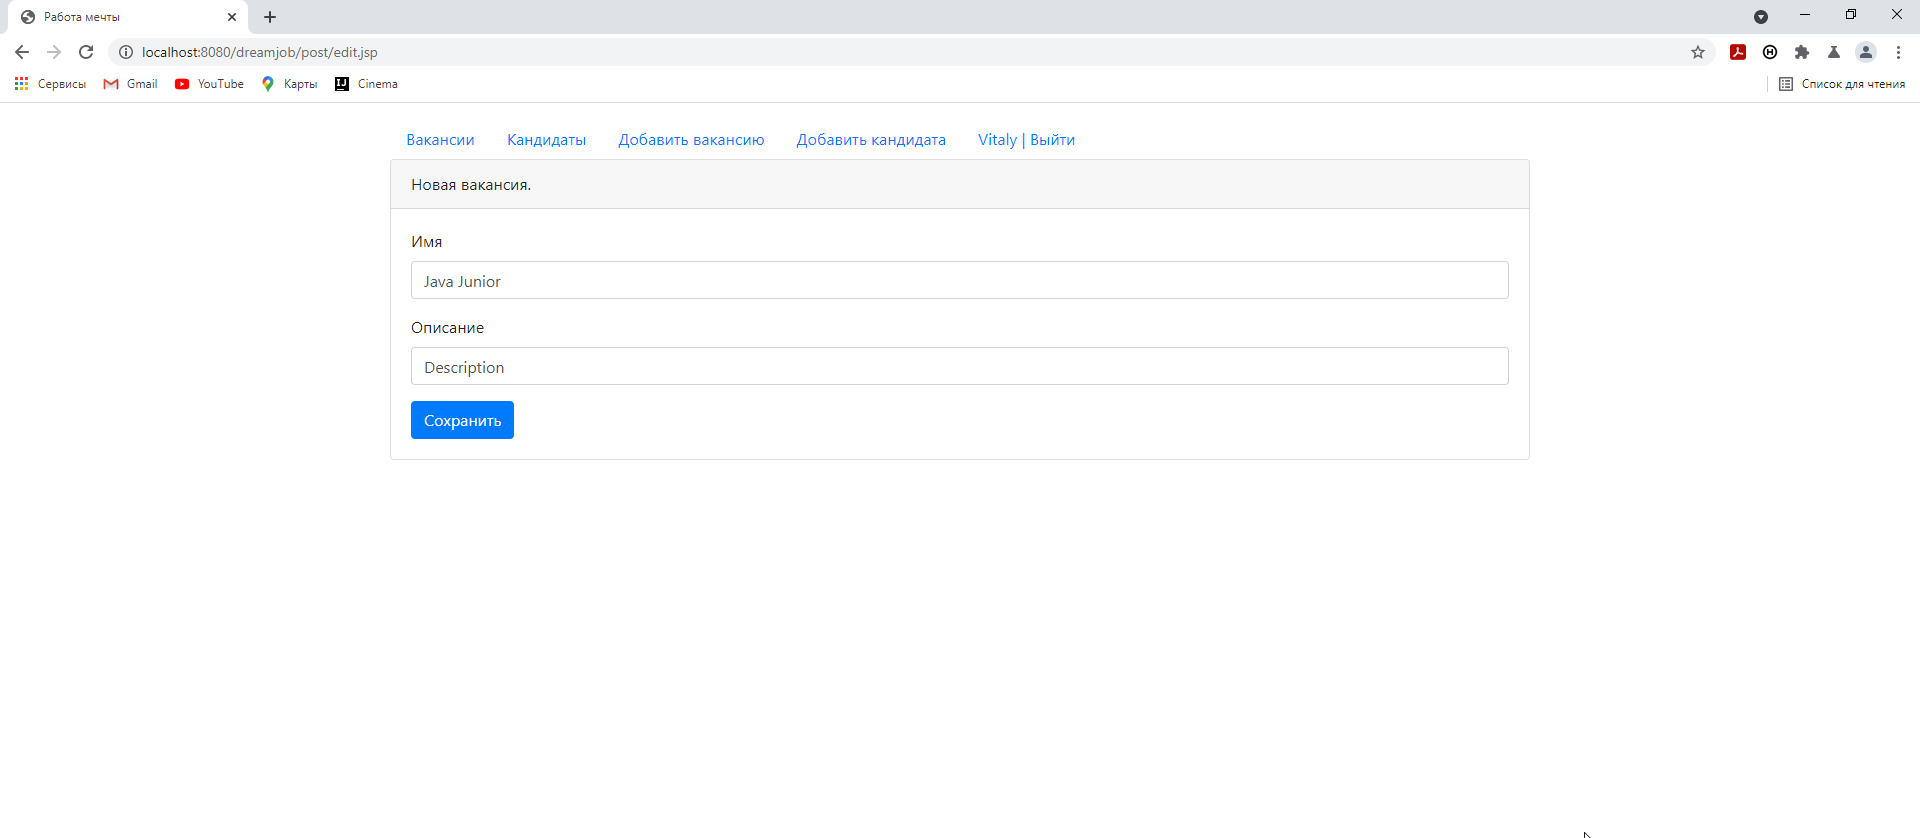 Работа мечты
localhost:8080/dreamjob/post/edit.jsp
Сервисы Gmail YouTube Карты Cinema Список для чтения
Вакансии Кандидаты Добавить вакансию Добавить кандидата Vitaly | Выйти
Новая вакансия.
Имя
Java Junior
Описание
Description
Сохранить